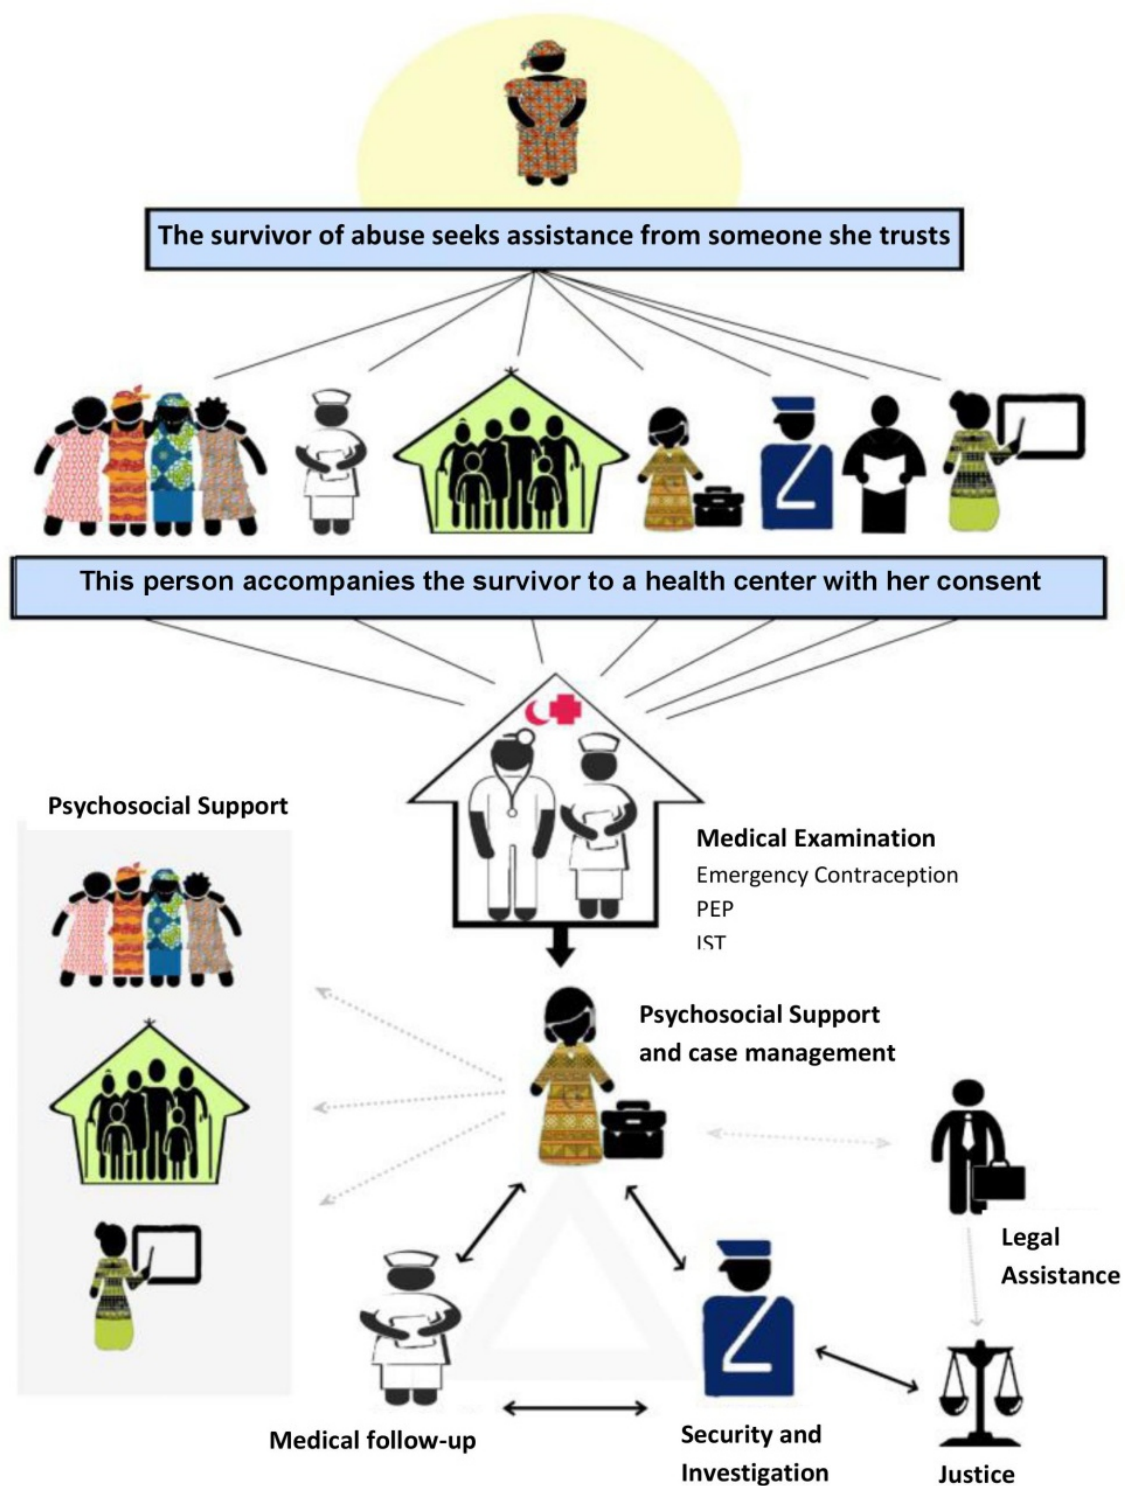 The survivor of abuse seeks assistance from someone she trusts
This person accompanies the survivor to a health center with her consent
Psychosocial Support
Medical Examination
Emergency Contraception
PEP
IST
Psychosocial Support
and case management
Legal
Assistance
Medical follow-up
Security and
Investigation
Justice